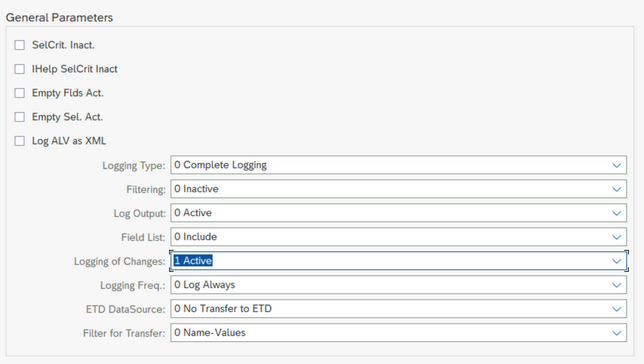 General Parameters
SelCrit. Inact.
IHelp SelCrit Inact
Empty Flds Act.
Empty Sel. Act.
Log ALV as XML
Logging Type: 0 Complete Logging
Filtering: 0 Inactive
Log Output: 0 Active
Field List: 0 Include
Logging of Changes: 1 Active
Logging Freq.: 0 Log Always
ETD DataSource: 0 No Transfer to ETD
Filter for Transfer: 0 Name-Values